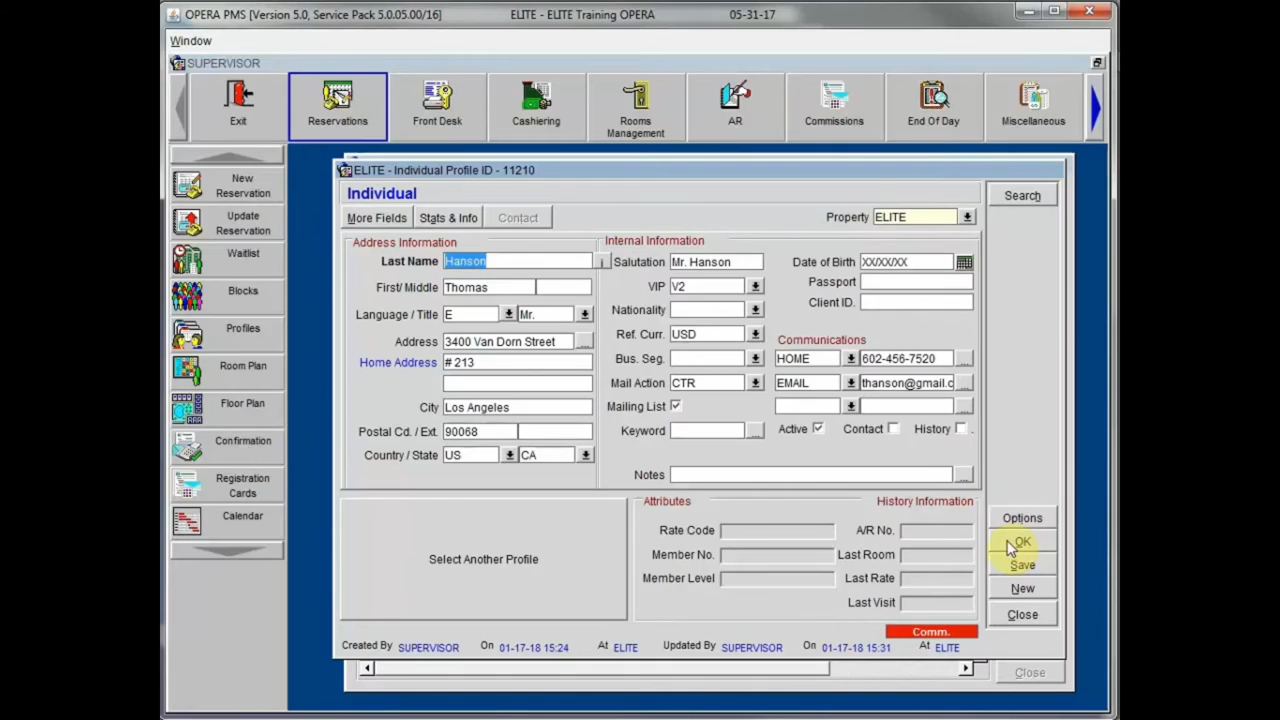 OPERA PMS [Version 5.0, Service Pack 5.0.05.00/16] ELITE - ELITE Training OPERA 05-31-17
Window
SUPERVISOR
Exit
Reservations
Front Desk
Cashiering
Rooms
Management
AR
Commissions
End Of Day
Miscellaneous
New
Reservation
Update
Reservation
Waitlist
Blocks
Profiles
Room Plan
Floor Plan
Confirmation
Registration
Cards
Calendar
ELITE - Individual Profile ID - 11210
Individual
More Fields Stats & Info Contact Property ELITE
Search
Address Information
Last Name Hanson
First/ Middle Thomas
Language / Title E Mr.
Address 3400 Van Dorn Street ...
Home Address # 213
City Los Angeles
Postal Cd. / Ext. 90068
Country / State US CA
Internal Information
Salutation Mr. Hanson
VIP V2
Nationality
Ref. Curr. USD
Bus. Seg.
Mail Action CTR
Mailing List
Keyword ...
Notes ...
Date of Birth XX/XX/XX
Passport
Client ID.
Communications
HOME 602-456-7520 ...
EMAIL thanson@gmail.c ...
...
Active Contact History .
Select Another Profile
Attributes History Information
Rate Code A/R No.
Member No. Last Room
Member Level Last Rate
Last Visit
Options
OK
Save
New
Close
Comm.
Created By SUPERVISOR On 01-17-18 15:24 At ELITE Updated By SUPERVISOR On 01-17-18 15:31 At ELITE
Close